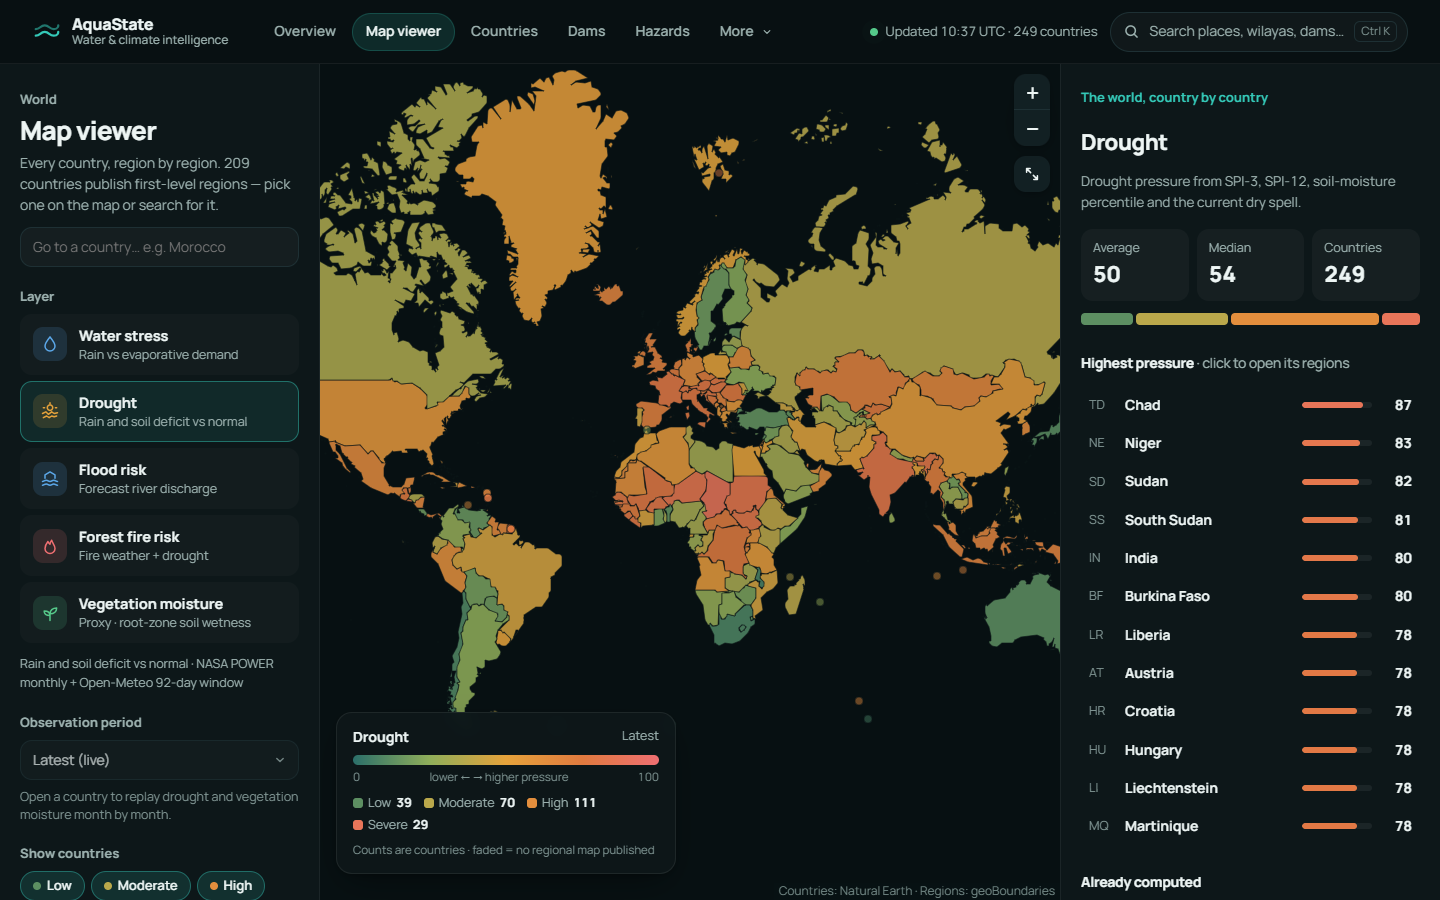 AquaState
Water & climate intelligence
Overview
Map viewer
Countries
Dams
Hazards
More
Updated 10:37 UTC · 249 countries
Search places, wilayas, dams...
Ctrl K
World
Map viewer
Every country, region by region. 209
countries publish first-level regions — pick
one on the map or search for it.
Go to a country... e.g. Morocco
Layer
Water stress
Rain vs evaporative demand
Drought
Rain and soil deficit vs normal
Flood risk
Forecast river discharge
Forest fire risk
Fire weather + drought
Vegetation moisture
Proxy · root-zone soil wetness
Rain and soil deficit vs normal · NASA POWER
monthly + Open-Meteo 92-day window
Observation period
Latest (live)
Open a country to replay drought and vegetation
moisture month by month.
Show countries
Low
Moderate
High
+
−
Drought
Latest
0
lower ← → higher pressure
100
Low 39
Moderate 70
High 111
Severe 29
Counts are countries · faded = no regional map published
Countries: Natural Earth · Regions: geoBoundaries
The world, country by country
Drought
Drought pressure from SPI-3, SPI-12, soil-moisture
percentile and the current dry spell.
Average
50
Median
54
Countries
249
Highest pressure · click to open its regions
TD Chad 87
NE Niger 83
SD Sudan 82
SS South Sudan 81
IN India 80
BF Burkina Faso 80
LR Liberia 78
AT Austria 78
HR Croatia 78
HU Hungary 78
LI Liechtenstein 78
MQ Martinique 78
Already computed